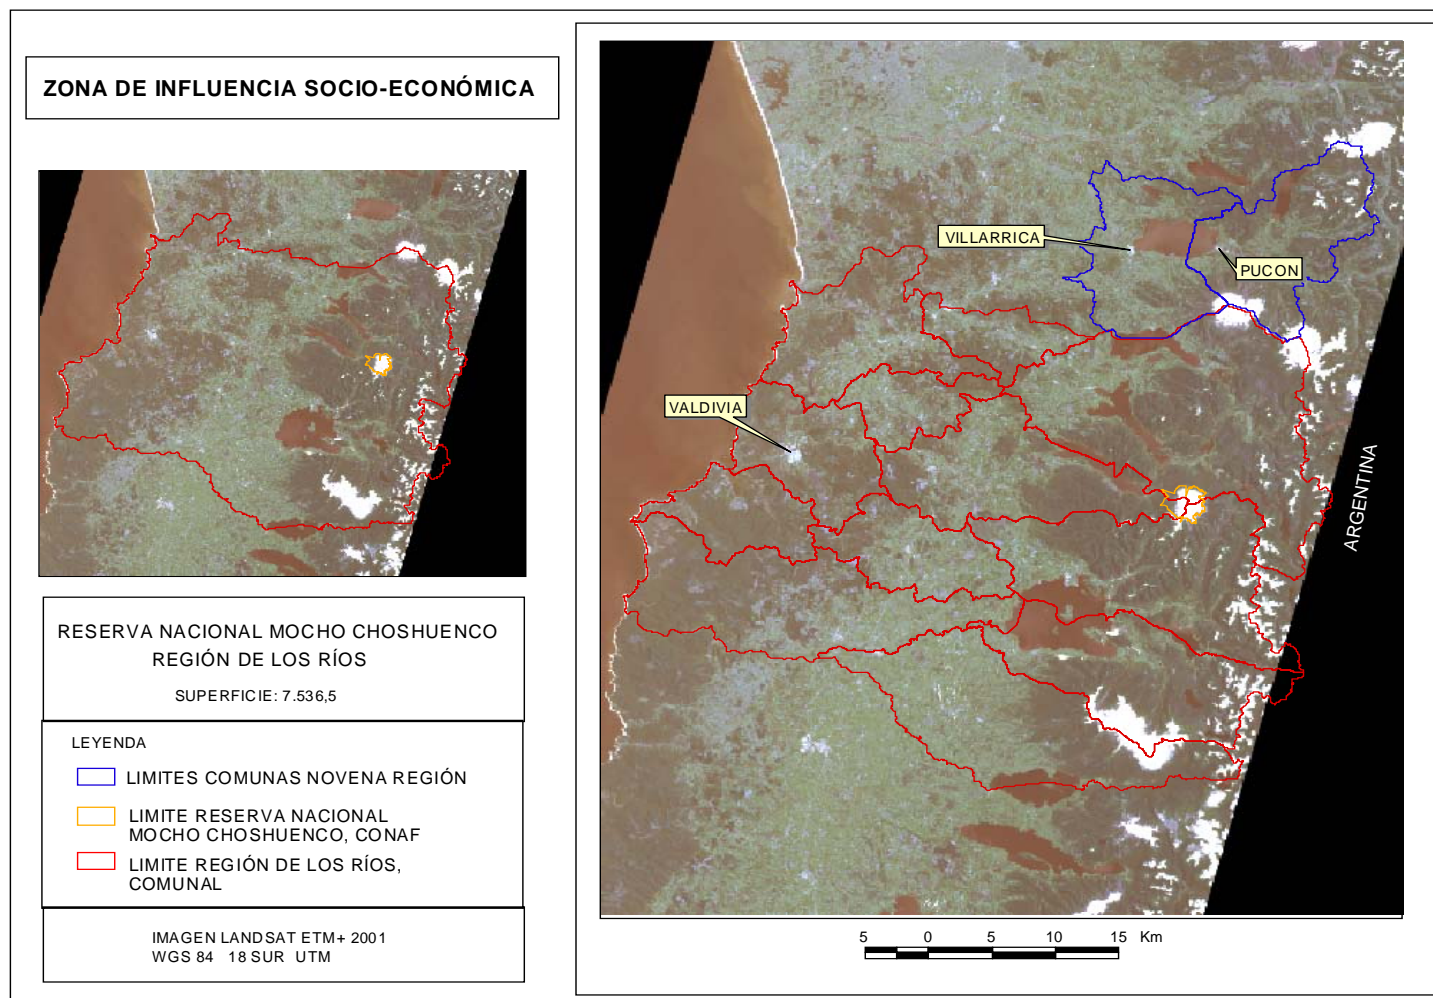 ZONA DE INFLUENCIA SOCIO-ECONÓMICA
RESERVA NACIONAL MOCHO CHOSHUENCO
REGIÓN DE LOS RÍOS
SUPERFICIE: 7.536,5
LEYENDA
LIMITES COMUNAS NOVENA REGIÓN
LIMITE RESERVA NACIONAL
MOCHO CHOSHUENCO, CONAF
LIMITE REGIÓN DE LOS RÍOS,
COMUNAL
IMAGEN LANDSAT ETM+ 2001
WGS 84 18 SUR UTM
VILLARRICA
PUCON
VALDIVIA
ARGENTINA
5 0 5 10 15 Km